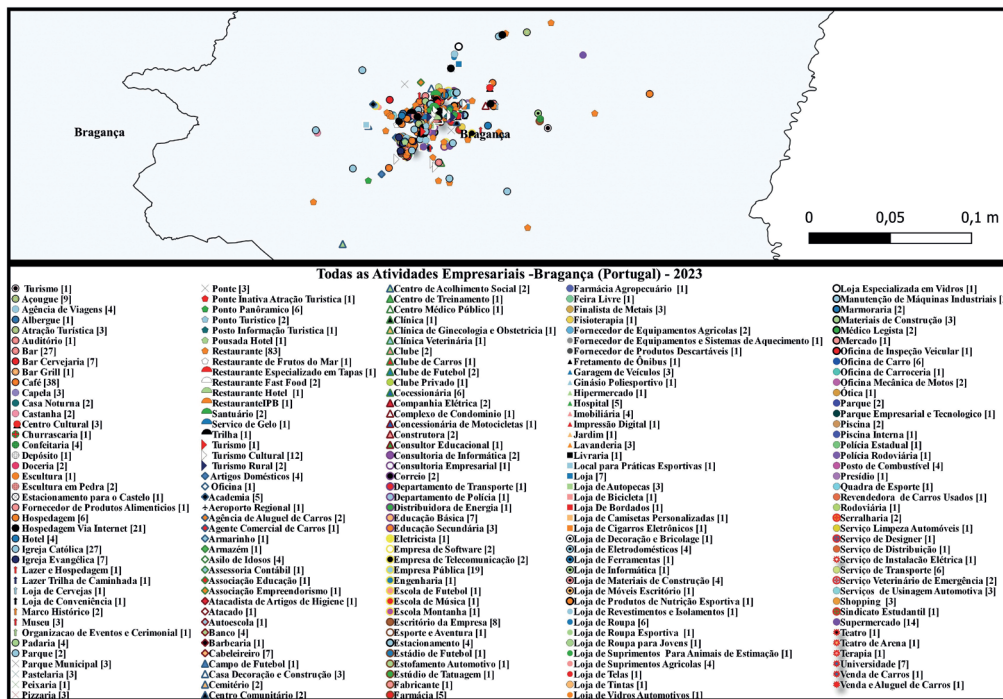 Bragança
Bragança
0 0,05 0,1 m
Todas as Atividades Empresariais -Bragança (Portugal) - 2023
Turismo [1]
Açougue [9]
Agência de Viagens [4]
Albergue [1]
Atração Turística [3]
Auditório [1]
Bar [27]
Bar Cervejaria [7]
Bar Grill [1]
Café [38]
Capela [3]
Casa Noturna [2]
Castanha [2]
Centro Cultural [3]
Churrascaria [1]
Confeitaria [4]
Depósito [1]
Doceria [2]
Escultura [1]
Escultura em Pedra [2]
Estacionamento para o Castelo [1]
Fornecedor de Produtos Alimenticios [1]
Hospedagem [6]
Hospedagem Via Internet [21]
Hotel [4]
Igreja Católica [27]
Igreja Evangélica [7]
Lazer e Hospedagem [1]
Lazer Trilha de Caminhada [1]
Loja de Cervejas [1]
Loja de Conveniência [1]
Marco Histórico [2]
Museu [3]
Organizacao de Eventos e Cerimonial [1]
Padaria [4]
Parque [2]
Parque Municipal [3]
Pastelaria [3]
Peixaria [1]
Pizzaria [3]
Ponte [3]
Ponte Inativa Atração Turística [1]
Ponto Panorâmico [6]
Ponto Turistico [2]
Posto Informação Turística [1]
Pousada Hotel [1]
Restaurante [83]
Restaurante de Frutos do Mar [1]
Restaurante Especializado em Tapas [1]
Restaurante Fast Food [2]
Restaurante Hotel [1]
RestauranteIPB [1]
Santuário [2]
Serviço de Gelo [1]
Trilha [1]
Turismo [1]
Turismo Cultural [12]
Turismo Rural [2]
Artigos Domésticos [4]
Oficina [1]
Academia [5]
Aeroporto Regional [1]
Agência de Aluguel de Carros [2]
Agente Comercial de Carros [1]
Armarinho [1]
Armazém [1]
Asilo de Idosos [4]
Assessoria Contábil [1]
Associação Educação [1]
Associação Empreendorismo [1]
Atacadista de Artigos de Higiene [1]
Atacado [1]
Autoescola [1]
Banco [4]
Barbearia [1]
Cabeleireiro [7]
Campo de Futebol [1]
Casa Decoração e Construção [3]
Cemitério [2]
Centro Comunitário [2]
Centro de Acolhimento Social [2]
Centro de Treinamento [1]
Centro Médico Público [1]
Clínica [1]
Clínica de Ginecologia e Obstetricia [1]
Clínica Veterinária [1]
Clube [2]
Clube de Carros [1]
Clube de Futebol [2]
Clube Privado [1]
Cocessionária [6]
Companhia Elétrica [2]
Complexo de Condominio [1]
Concessionária de Motocicletas [1]
Construtora [2]
Consultor Educacional [1]
Consultoria de Informática [2]
Consultoria Empresarial [1]
Correio [2]
Departamento de Transporte [1]
Departamento de Polícia [1]
Distribuidora de Energia [1]
Educação Básica [7]
Educação Secundária [3]
Eletricista [1]
Empresa de Software [2]
Empresa de Telecomunicação [2]
Empresa Pública [19]
Engenharia [1]
Escola de Futebol [1]
Escola de Música [1]
Escola Montanha [1]
Escritório da Empresa [8]
Esporte e Aventura [1]
Estacionamento [4]
Estádio de Futebol [1]
Estofamento Automotivo [1]
Estúdio de Tatuagem [1]
Fabricante [1]
Farmácia [5]
Farmácia Agropecuário [1]
Feira Livre [1]
Finalista de Metais [3]
Fisioterapia [1]
Fornecedor de Equipamentos Agricolas [2]
Fornecedor de Equipamentos e Sistemas de Aquecimento [1]
Fornecedor de Produtos Descartáveis [1]
Fretamento de Ônibus [1]
Garagem de Veículos [3]
Ginásio Poliesportivo [1]
Hipermercado [1]
Hospital [5]
Imobiliária [4]
Impressão Digital [1]
Jardim [1]
Lavanderia [3]
Livraria [1]
Local para Práticas Esportivas [1]
Loja [7]
Loja de Autopecas [3]
Loja de Bicicleta [1]
Loja De Bordados [1]
Loja de Camisetas Personalizadas [1]
Loja de Cigarros Eletrônicos [1]
Loja de Decoração e Bricolage [1]
Loja de Eletrodomésticos [4]
Loja de Ferramentas [1]
Loja de Informática [1]
Loja de Materiais de Construção [4]
Loja de Móveis Escritório [1]
Loja de Produtos de Nutrição Esportiva [1]
Loja de Revestimentos e Isolamentos [1]
Loja de Roupa [6]
Loja de Roupa Esportiva [1]
Loja de Roupa para Jovens [1]
Loja de Suprimentos Para Animais de Estimação [1]
Loja de Suprimentos Agricolas [4]
Loja de Telas [1]
Loja de Tintas [1]
Loja de Vidros Automotivos [1]
Loja Especializada em Vidros [1]
Manutenção de Máquinas Industriais [
Marmoraria [2]
Materiais de Construção [3]
Médico Legista [2]
Mercado [1]
Oficina de Inspeção Veicular [1]
Oficina de Carro [6]
Oficina de Carroceria [1]
Oficina Mecânica de Motos [2]
Ótica [1]
Parque [2]
Parque Empresarial e Tecnologico [1]
Piscina [2]
Piscina Interna [1]
Polícia Estadual [1]
Polícia Rodoviária [1]
Posto de Combustível [4]
Presídio [1]
Quadra de Esporte [1]
Revendedora de Carros Usados [1]
Rodoviária [1]
Serralharia [2]
Serviço Limpeza Automóveis [1]
Serviço de Designer [1]
Serviço de Distribuição [1]
Serviço de Instalação Elétrica [1]
Serviço de Transporte [6]
Serviço Veterinário de Emergência [2]
Serviços de Usinagem Automotiva [3]
Shopping [3]
Sindicato Estudantil [1]
Supermercado [14]
Teatro [1]
Teatro de Arena [1]
Terapia [1]
Universidade [7]
Venda de Carros [1]
Venda e Aluguel de Carros [1]